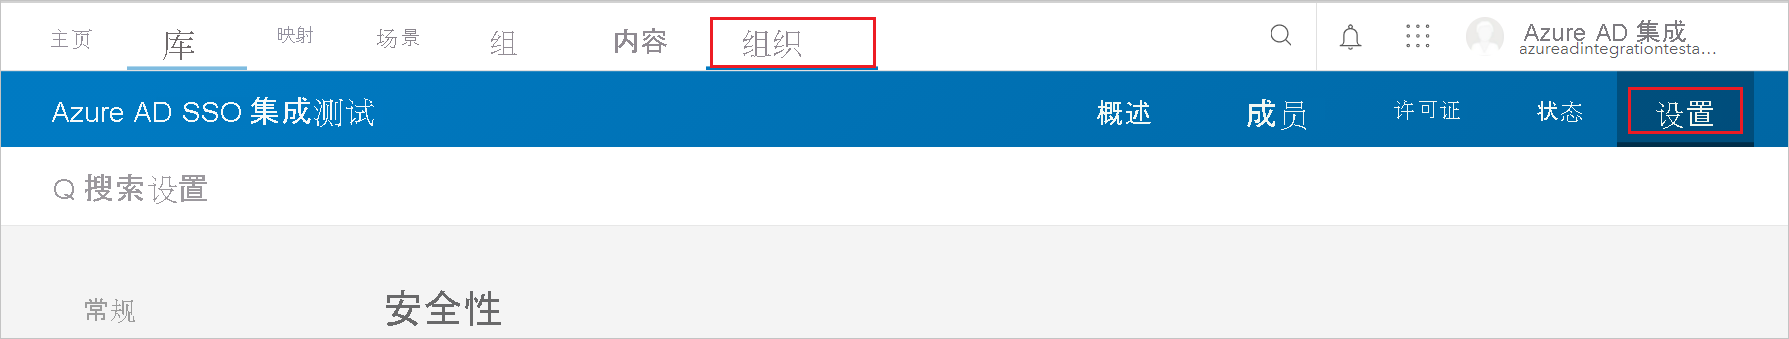 主页 库 映射 场景 组 内容 组织 Azure AD 集成
azureadintegrationtesta...
Azure AD SSO 集成测试 概述 成员 许可证 状态 设置
搜索设置
常规 安全性